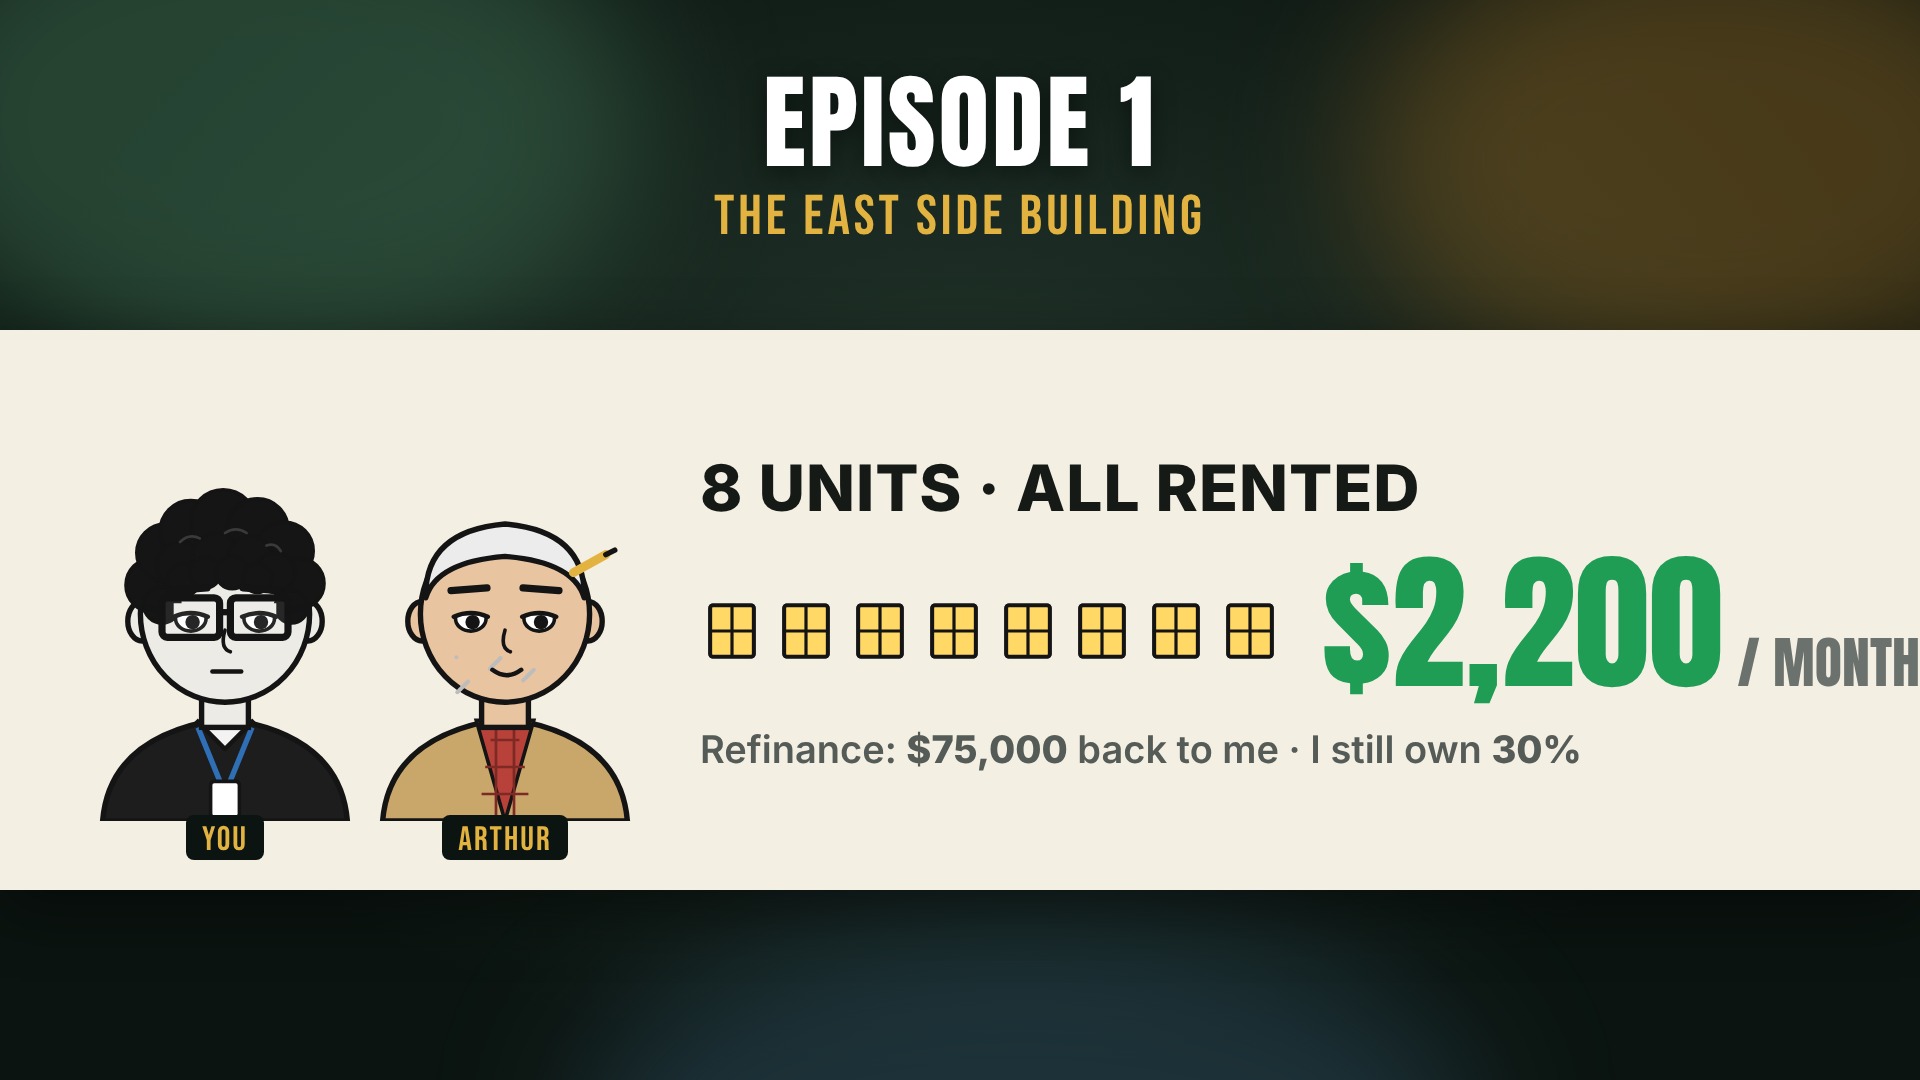 EPISODE 1
THE EAST SIDE BUILDING
8 UNITS · ALL RENTED
$2,200 / MONTH
Refinance: $75,000 back to me · I still own 30%
YOU
ARTHUR